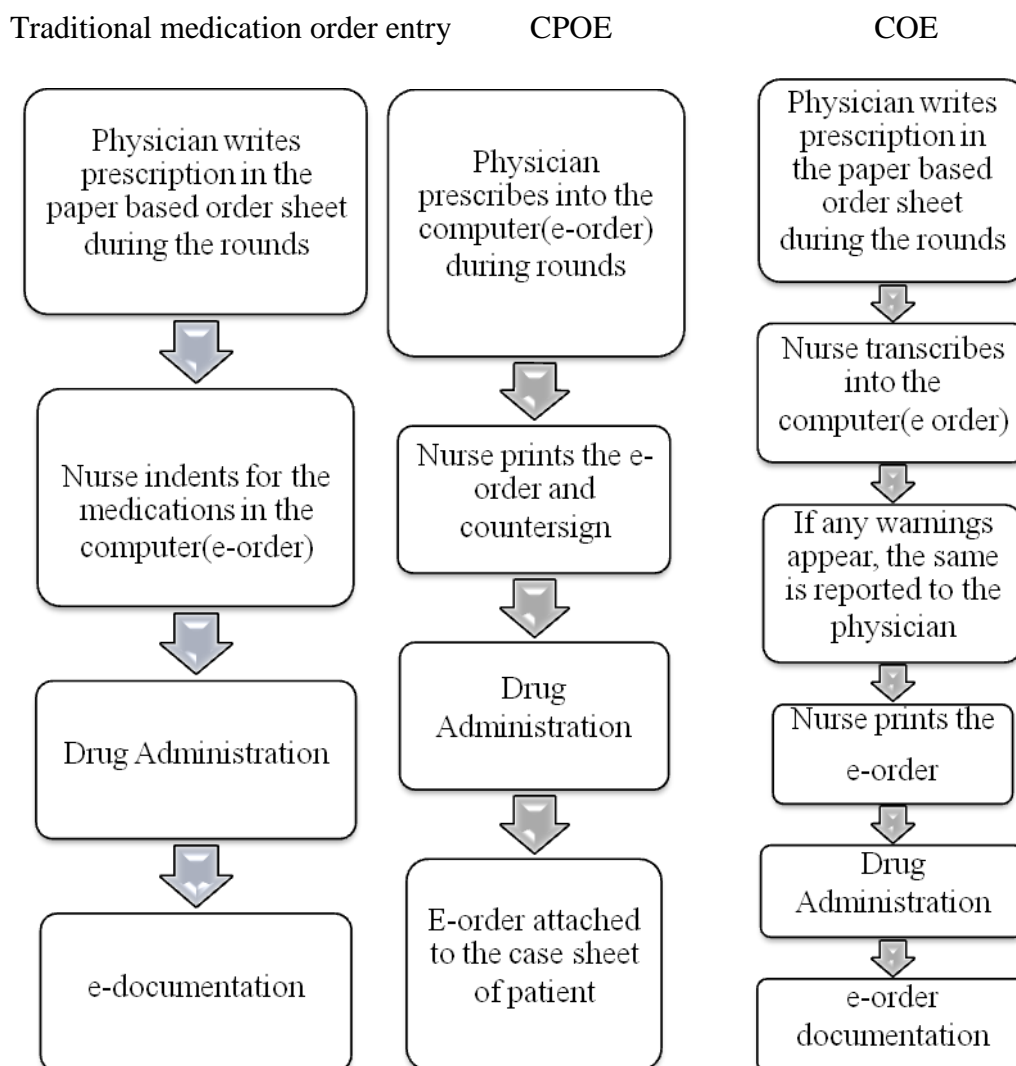 Traditional medication order entry
CPOE
COE
Physician writes
prescription in the
paper based order sheet
during the rounds
Nurse indents for the
medications in the
computer(e-order)
Drug Administration
e-documentation
Physician
prescribes into the
computer(e-order)
during rounds
Nurse prints the e-
order and
countersign
Drug
Administration
E-order attached
to the case sheet
of patient
Physician writes
prescription in
the paper based
order sheet
during the rounds
Nurse transcribes
into the
computer(e order)
If any warnings
appear, the same
is reported to the
physician
Nurse prints the
e-order
Drug
Administration
e-order
documentation